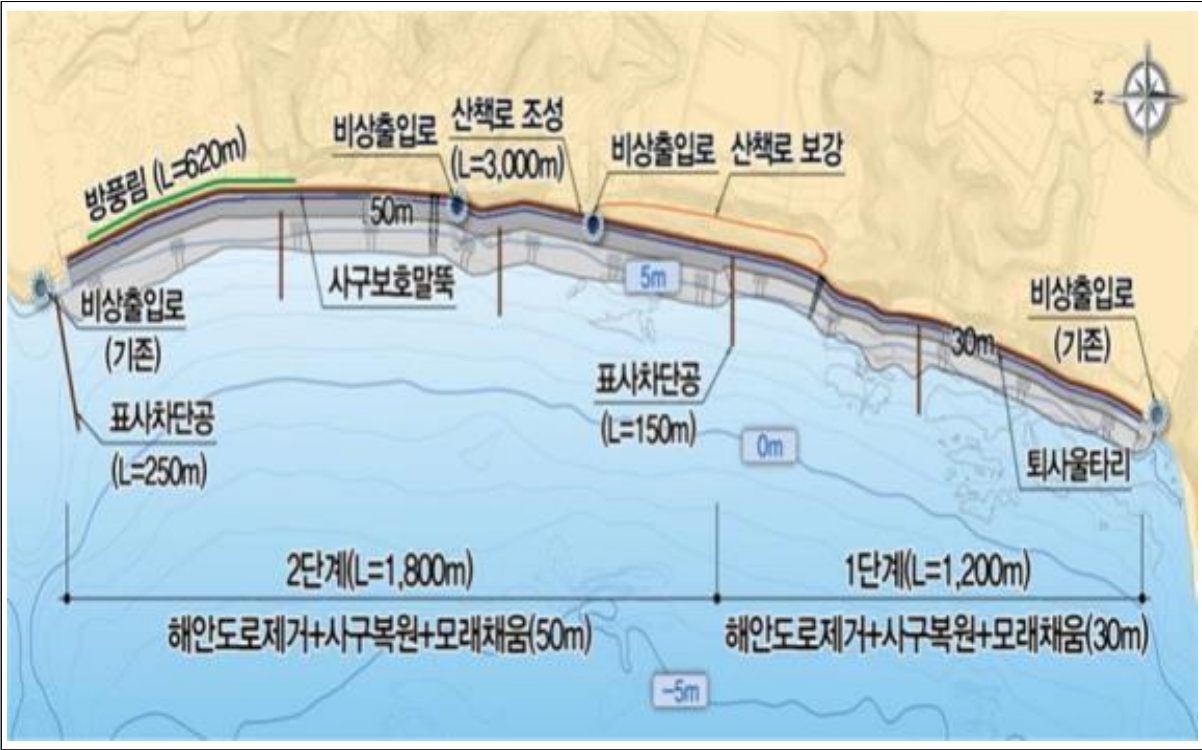 N
비상출입로
산책로 조성
(L=3,000m)
비상출입로
산책로 보강
방풍림 (L=620m)
50m
사구보호말뚝
5m
비상출입로
(기존)
비상출입로
(기존)
30m
표사차단공
(L=250m)
표사차단공
(L=150m)
0m
퇴사울타리
2단계(L=1,800m)
1단계(L=1,200m)
해안도로제거+사구복원+모래채움(50m)
해안도로제거+사구복원+모래채움(30m)
-5m